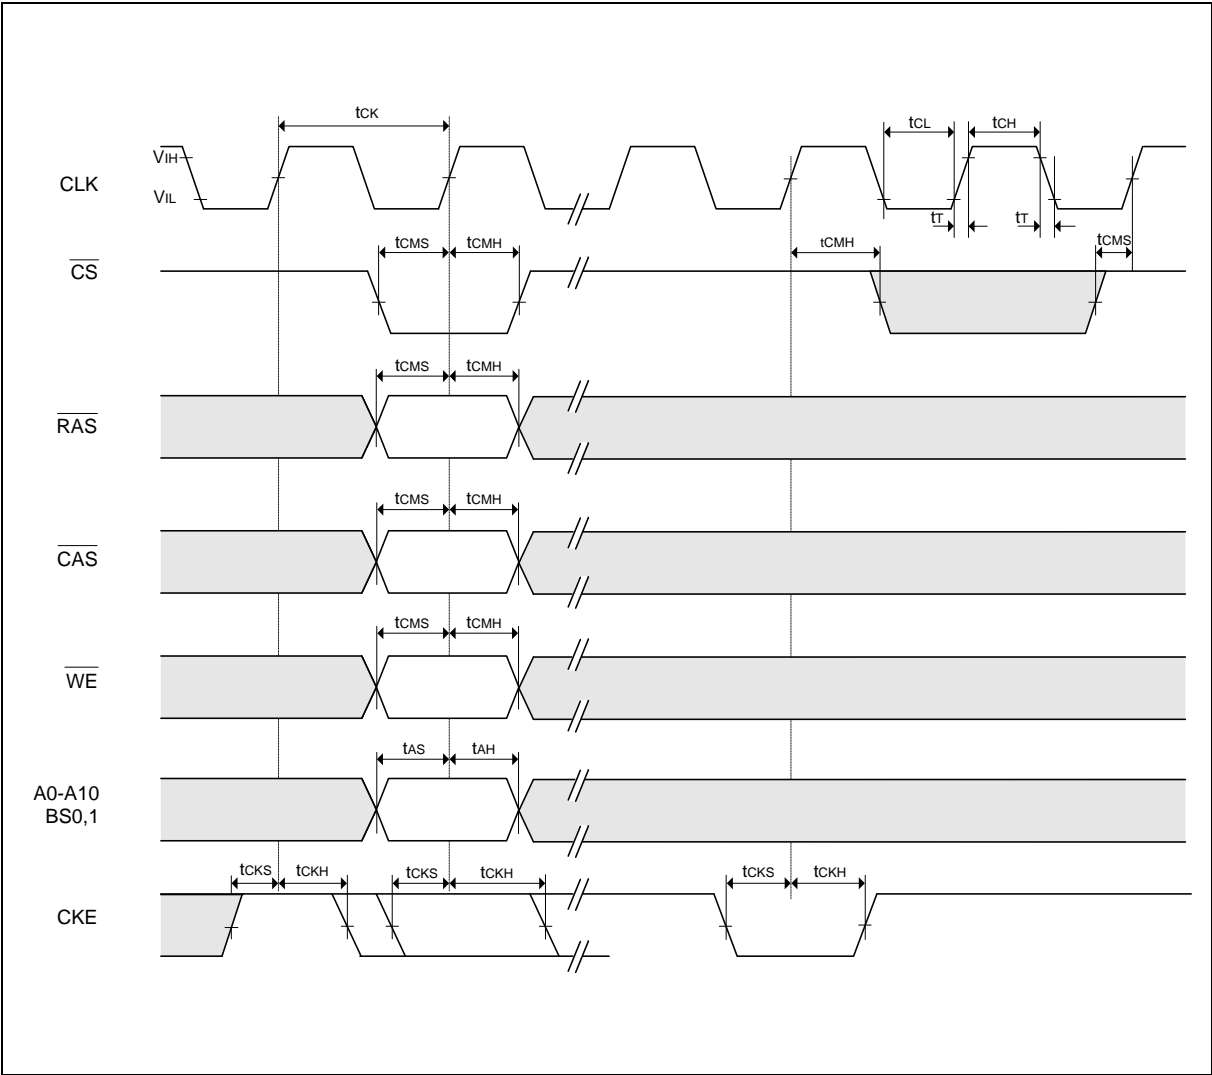 tCK
tCL tCH
VIH
CLK
VIL
tT tT
tCMS tCMH tCMH tCMS
CS
tCMS tCMH
RAS
tCMS tCMH
CAS
tCMS tCMH
WE
tAS tAH
A0-A10
BS0,1
tCKS tCKH tCKS tCKH tCKS tCKH
CKE